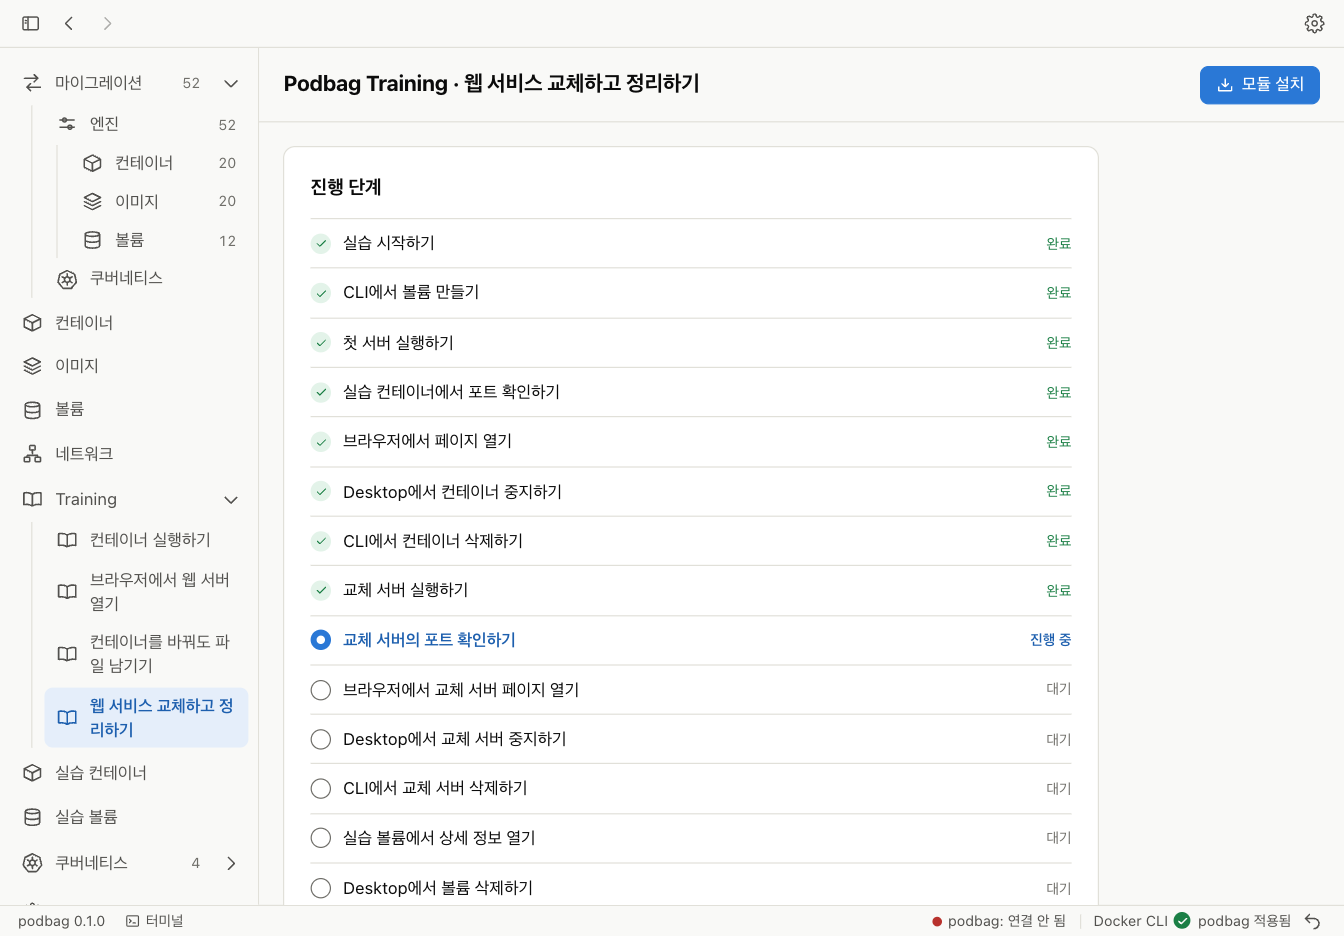 마이그레이션 52
엔진 52
컨테이너 20
이미지 20
볼륨 12
쿠버네티스
컨테이너
이미지
볼륨
네트워크
Training
컨테이너 실행하기
브라우저에서 웹 서버
열기
컨테이너를 바꿔도 파
일 남기기
웹 서비스 교체하고 정
리하기
실습 컨테이너
실습 볼륨
쿠버네티스 4
Podbag Training · 웹 서비스 교체하고 정리하기
모듈 설치
진행 단계
실습 시작하기 완료
CLI에서 볼륨 만들기 완료
첫 서버 실행하기 완료
실습 컨테이너에서 포트 확인하기 완료
브라우저에서 페이지 열기 완료
Desktop에서 컨테이너 중지하기 완료
CLI에서 컨테이너 삭제하기 완료
교체 서버 실행하기 완료
교체 서버의 포트 확인하기 진행 중
브라우저에서 교체 서버 페이지 열기 대기
Desktop에서 교체 서버 중지하기 대기
CLI에서 교체 서버 삭제하기 대기
실습 볼륨에서 상세 정보 열기 대기
Desktop에서 볼륨 삭제하기 대기
podbag 0.1.0 터미널 podbag: 연결 안 됨 Docker CLI podbag 적용됨